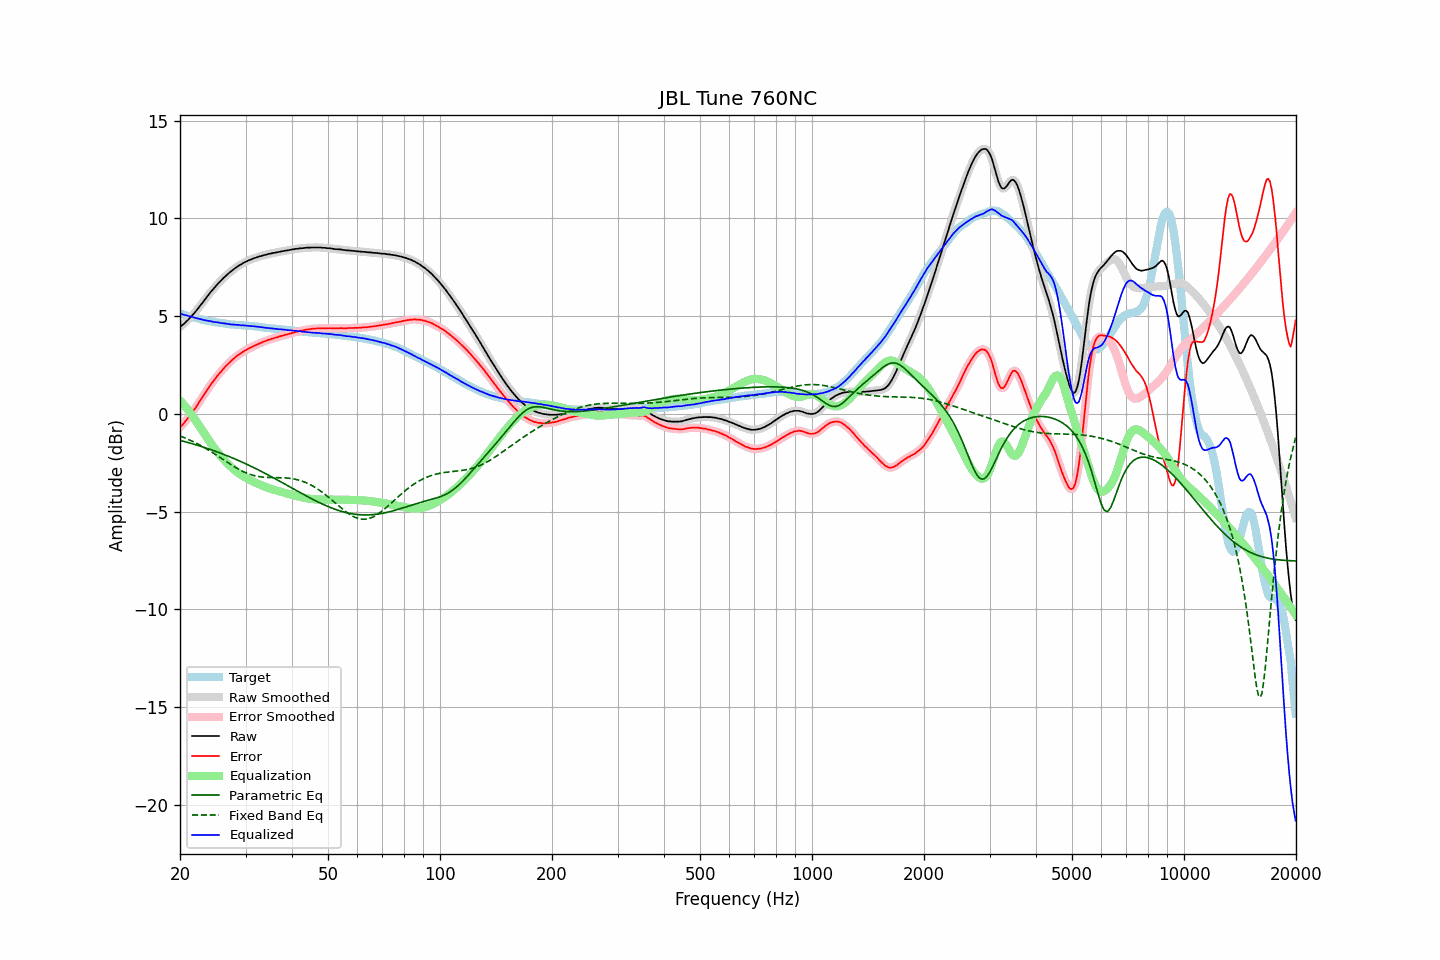 JBL Tune 760NC
15
10
5
0
−5
−10
−15
−20
Amplitude (dBr)
Target
Raw Smoothed
Error Smoothed
Raw
Error
Equalization
Parametric Eq
Fixed Band Eq
Equalized
20 50 100 200 500 1000 2000 5000 10000 20000
Frequency (Hz)